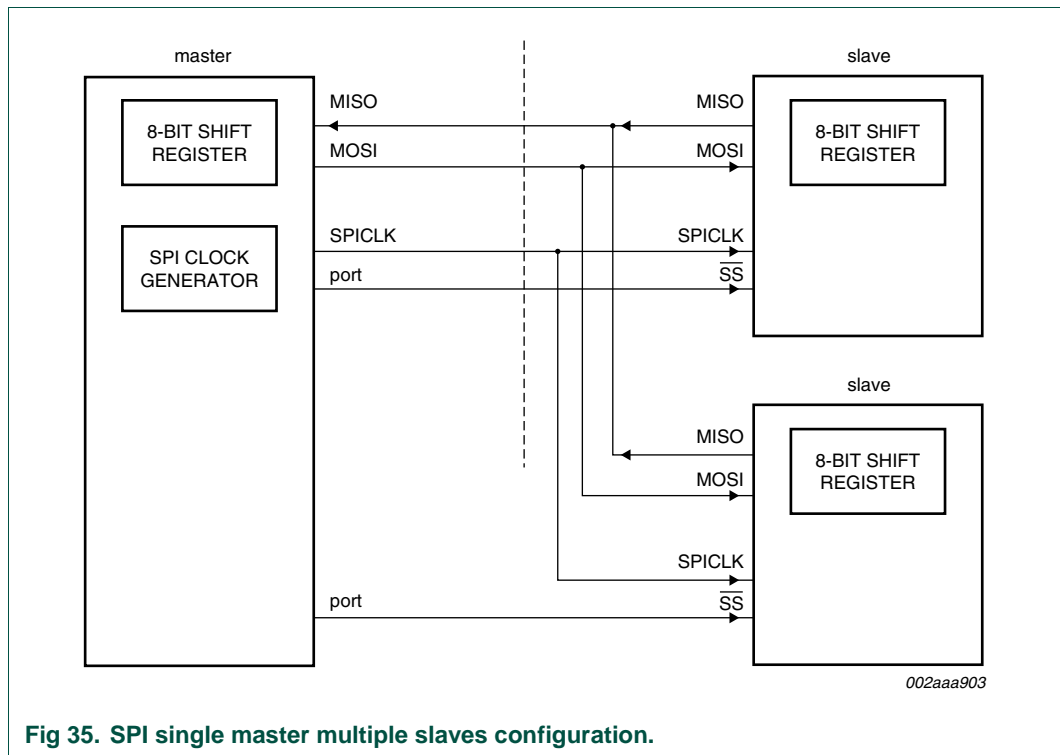 master
slave
MISO
MISO
8-BIT SHIFT
REGISTER
8-BIT SHIFT
REGISTER
MOSI
MOSI
SPICLK
SPICLK
SPI CLOCK
GENERATOR
port
SS
slave
MISO
8-BIT SHIFT
REGISTER
MOSI
SPICLK
port
SS
002aaa903
Fig 35. SPI single master multiple slaves configuration.